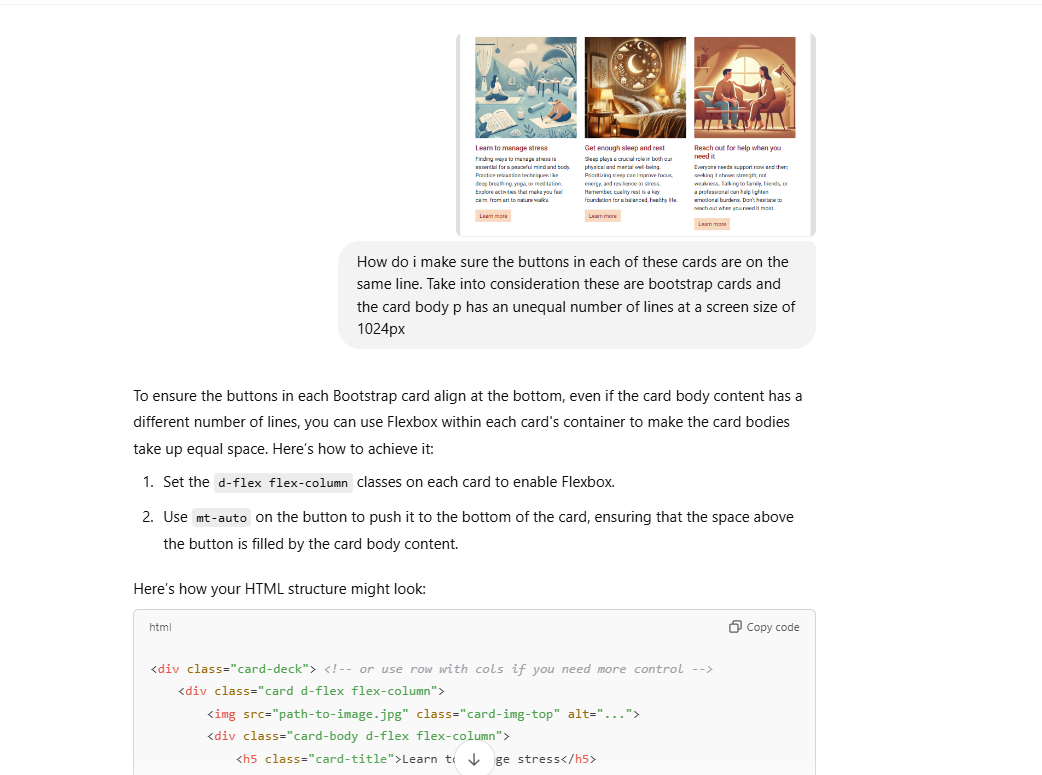 Learn to manage stress
Finding ways to manage stress is
essential for a peaceful mind and body.
Practice relaxation techniques like
deep breathing, yoga, or meditation.
Explore activities that make you feel
calm, from art to nature walks.
Learn more
Get enough sleep and rest
Sleep plays a crucial role in both our
physical and mental well-being.
Prioritizing sleep can improve focus,
energy, and resilience to stress.
Remember, quality rest is a key
foundation for a balanced, healthy life.
Learn more
Reach out for help when you
need it
Everyone needs support now and then;
seeking it shows strength, not
weakness. Talking to family, friends, or
a professional can help lighten
emotional burdens. Don't hesitate to
reach out when you need it most.
Learn more
How do i make sure the buttons in each of these cards are on the
same line. Take into consideration these are bootstrap cards and
the card body p has an unequal number of lines at a screen size of
1024px
To ensure the buttons in each Bootstrap card align at the bottom, even if the card body content has a
different number of lines, you can use Flexbox within each card's container to make the card bodies
take up equal space. Here's how to achieve it:
1. Set the d-flex flex-column classes on each card to enable Flexbox.
2. Use mt-auto on the button to push it to the bottom of the card, ensuring that the space above
the button is filled by the card body content.
Here's how your HTML structure might look:
html
Copy code
<div class="card-deck"> <!-- or use row with cols if you need more control -->
<div class="card d-flex flex-column">
<img src="path-to-image.jpg" class="card-img-top" alt="...">
<div class="card-body d-flex flex-column">
<h5 class="card-title">Learn t ge stress</h5>